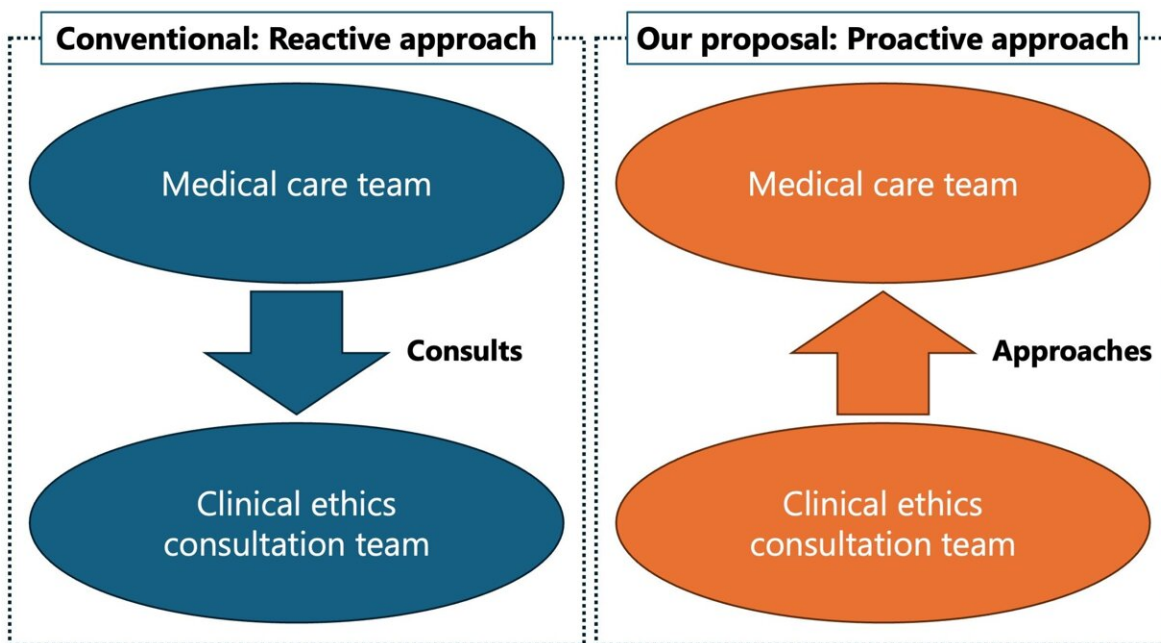 Conventional: Reactive approach
Medical care team
Consults
Clinical ethics
consultation team
Our proposal: Proactive approach
Medical care team
Approaches
Clinical ethics
consultation team